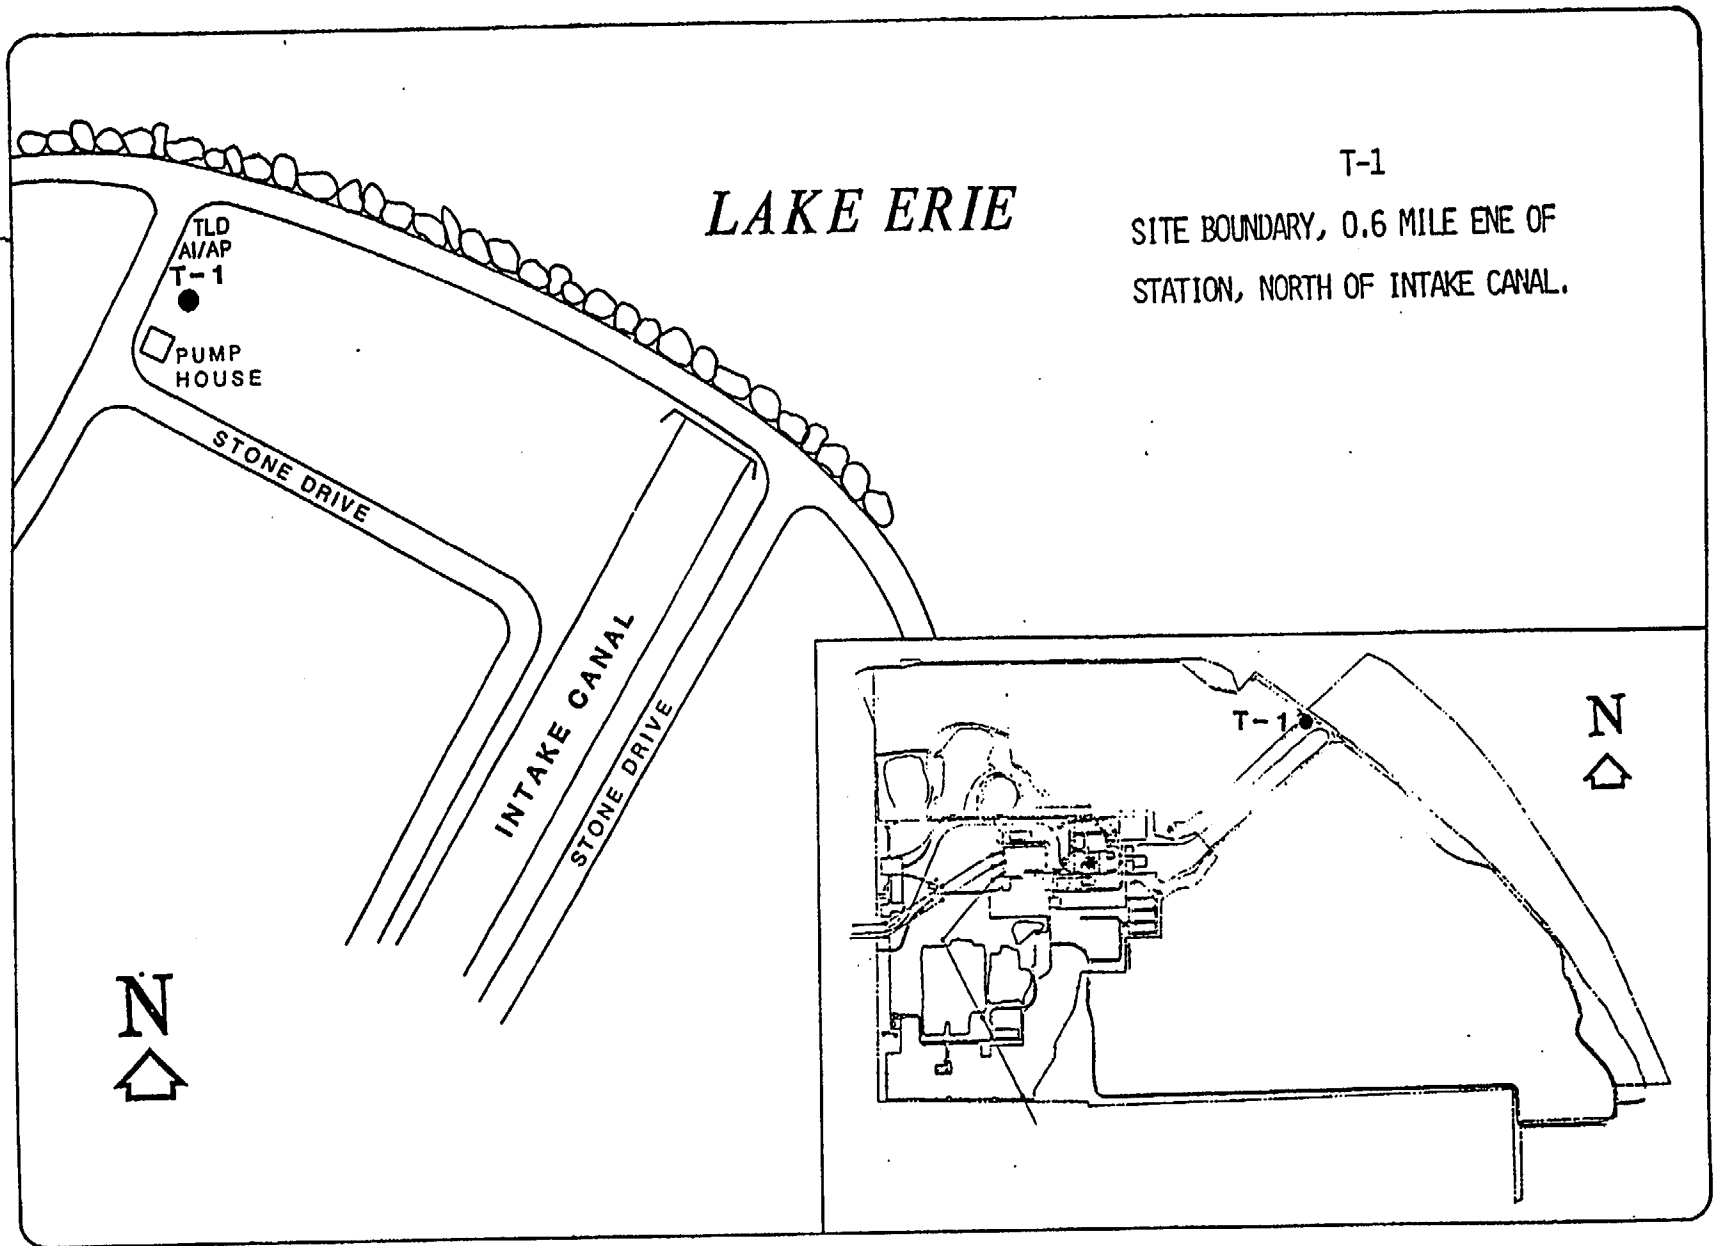 T-1
LAKE ERIE
SITE BOUNDARY, 0.6 MILE ENE OF
STATION, NORTH OF INTAKE CANAL.
TLD
AI/AP
T-1
PUMP
HOUSE
STONE DRIVE
INTAKE CANAL
STONE DRIVE
N
T-1
N